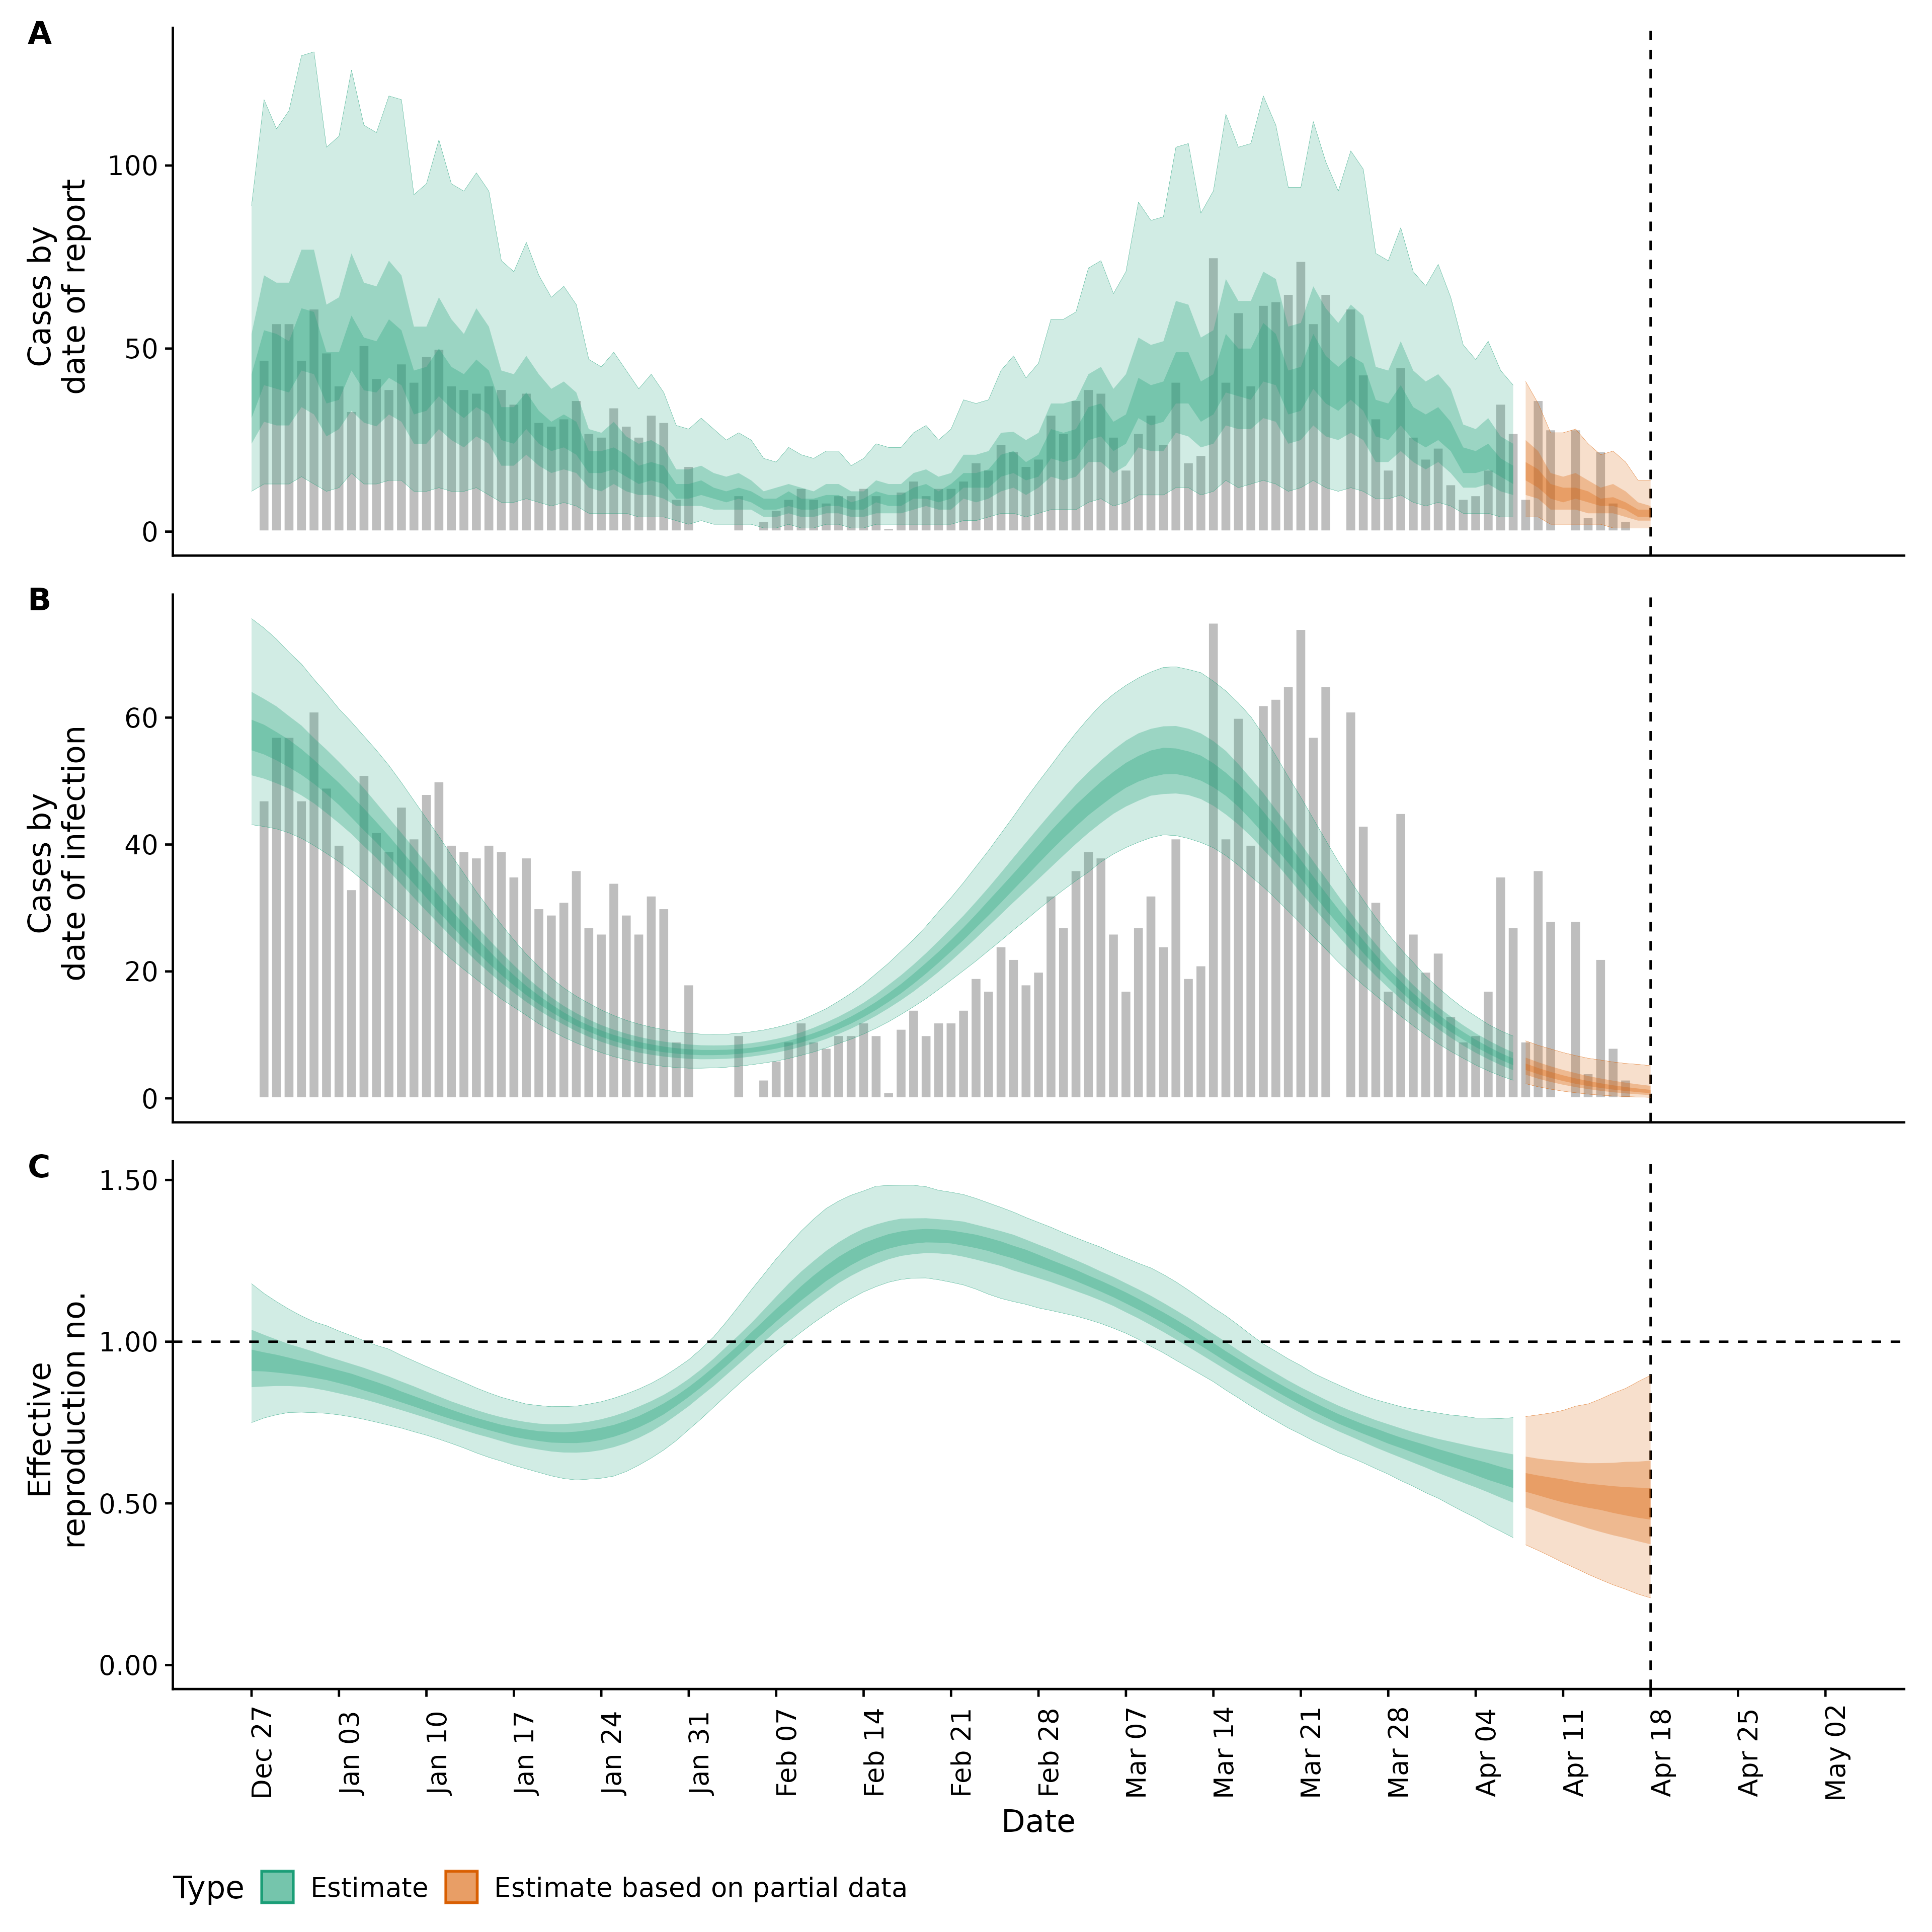 A
Cases by
date of report
100
50
0
B
Cases by
date of infection
60
40
20
0
C
Effective
reproduction no.
1.50
1.00
0.50
0.00
Dec 27
Jan 03
Jan 10
Jan 17
Jan 24
Jan 31
Feb 07
Feb 14
Feb 21
Feb 28
Mar 07
Mar 14
Mar 21
Mar 28
Apr 04
Apr 11
Apr 18
Apr 25
May 02
Date
Type Estimate Estimate based on partial data